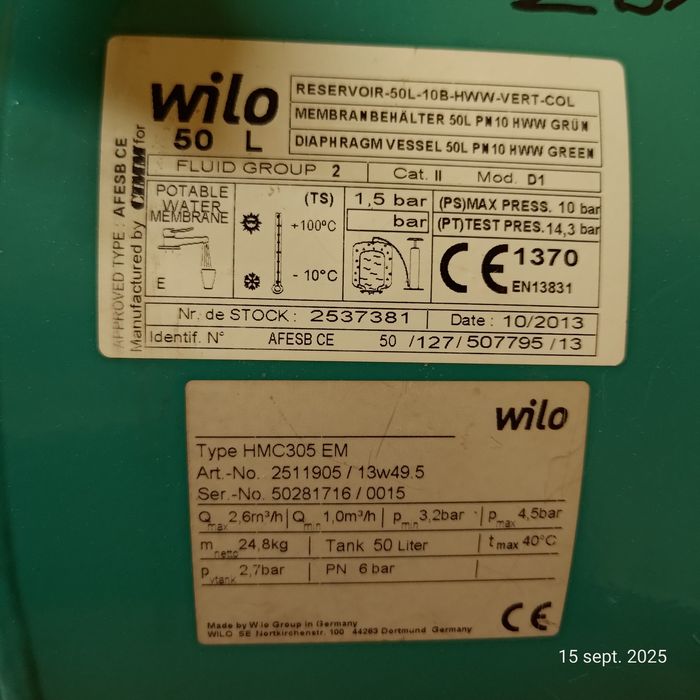 wilo
50 L
RESERVOIR-50L-10B-HWW-VERT-COL
MEMBRANBEHÄLTER 50L PN10 HWW GRÜN
DIAPHRAGM VESSEL 50L PN10 HWW GREEN
APPROVED TYPE : AFESB CE
Manufactured by CIMM for
FLUID GROUP 2 Cat. II Mod. D1
POTABLE
WATER
MEMBRANE
E
(TS)
+100°C
- 10°C
1,5 bar
bar
(PS)MAX PRESS. 10 bar
(PT)TEST PRES. 14,3 bar
CE 1370
EN13831
Nr. de STOCK : 2537381 Date : 10/2013
Identif. N° AFESB CE 50 /127/507795/13
wilo
Type HMC305 EM
Art.-No. 2511905 / 13w49.5
Ser.-No. 50281716 / 0015
Qmax 2,6m³/h Qmin 1,0m³/h pmin 3,2bar pmax 4,5bar
mnetto 24,8kg Tank 50 Liter tmax 40°C
pvtank 2,7bar PN 6 bar
Made by Wilo Group in Germany
WILO SE Nortkirchenstr. 100 44263 Dortmund Germany
CE
15 sept. 2025